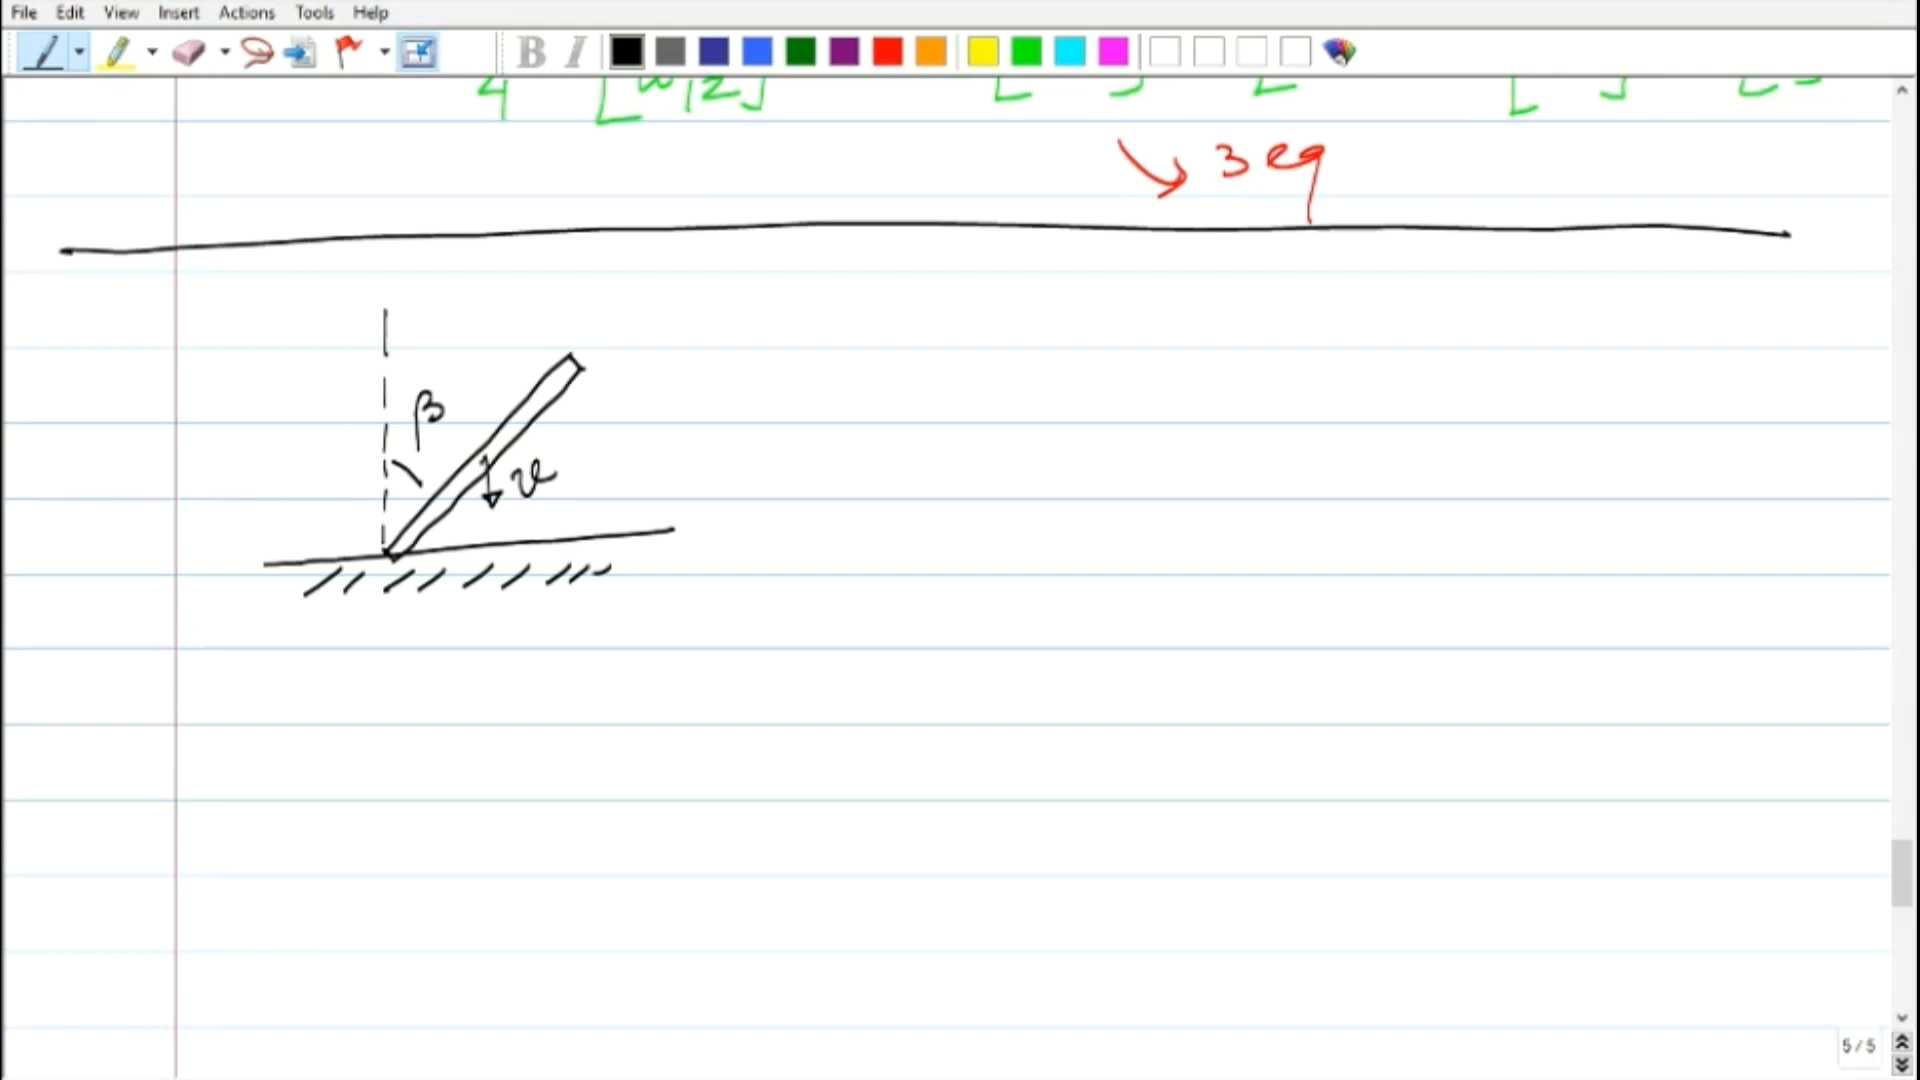 File Edit View Insert Actions Tools Help
B I
3 eq
β
v
5 / 5